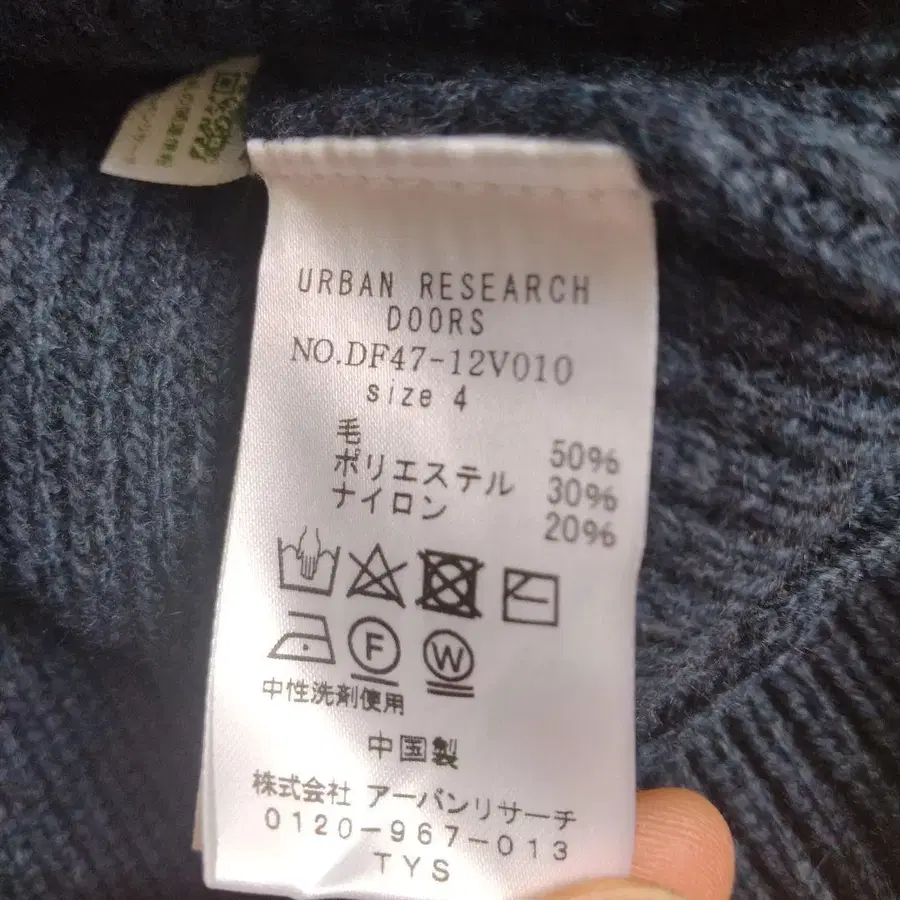 URBAN RESEARCH
DOORS
NO.DF47-12V010
size 4
毛 50%
ポリエステル 30%
ナイロン 20%
F W
中性洗剤使用
中国製
株式会社 アーバンリサーチ
0120-967-013
TYS